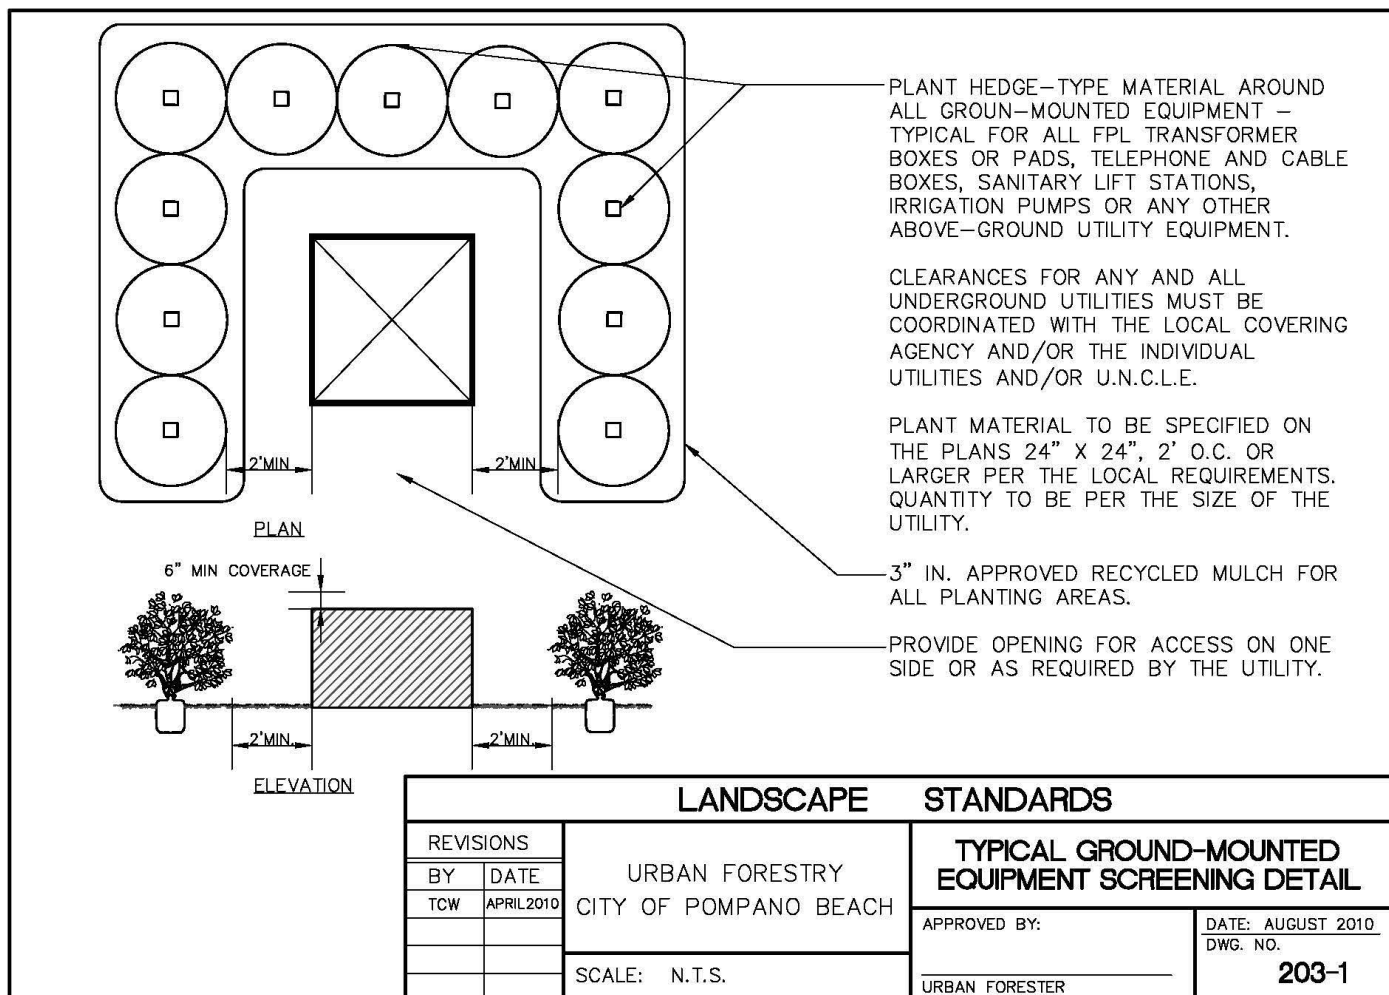 PLANT HEDGE-TYPE MATERIAL AROUND
ALL GROUN-MOUNTED EQUIPMENT -
TYPICAL FOR ALL FPL TRANSFORMER
BOXES OR PADS, TELEPHONE AND CABLE
BOXES, SANITARY LIFT STATIONS,
IRRIGATION PUMPS OR ANY OTHER
ABOVE-GROUND UTILITY EQUIPMENT.
CLEARANCES FOR ANY AND ALL
UNDERGROUND UTILITIES MUST BE
COORDINATED WITH THE LOCAL COVERING
AGENCY AND/OR THE INDIVIDUAL
UTILITIES AND/OR U.N.C.L.E.
PLANT MATERIAL TO BE SPECIFIED ON
THE PLANS 24" X 24", 2' O.C. OR
LARGER PER THE LOCAL REQUIREMENTS.
QUANTITY TO BE PER THE SIZE OF THE
UTILITY.
3" IN. APPROVED RECYCLED MULCH FOR
ALL PLANTING AREAS.
PROVIDE OPENING FOR ACCESS ON ONE
SIDE OR AS REQUIRED BY THE UTILITY.
2'MIN.
2'MIN.
PLAN
6" MIN COVERAGE
2'MIN.
2'MIN.
ELEVATION
LANDSCAPE STANDARDS
REVISIONS
BY DATE
TCW APRIL2010
URBAN FORESTRY
CITY OF POMPANO BEACH
SCALE: N.T.S.
TYPICAL GROUND-MOUNTED
EQUIPMENT SCREENING DETAIL
APPROVED BY:
URBAN FORESTER
DATE: AUGUST 2010
DWG. NO.
203-1